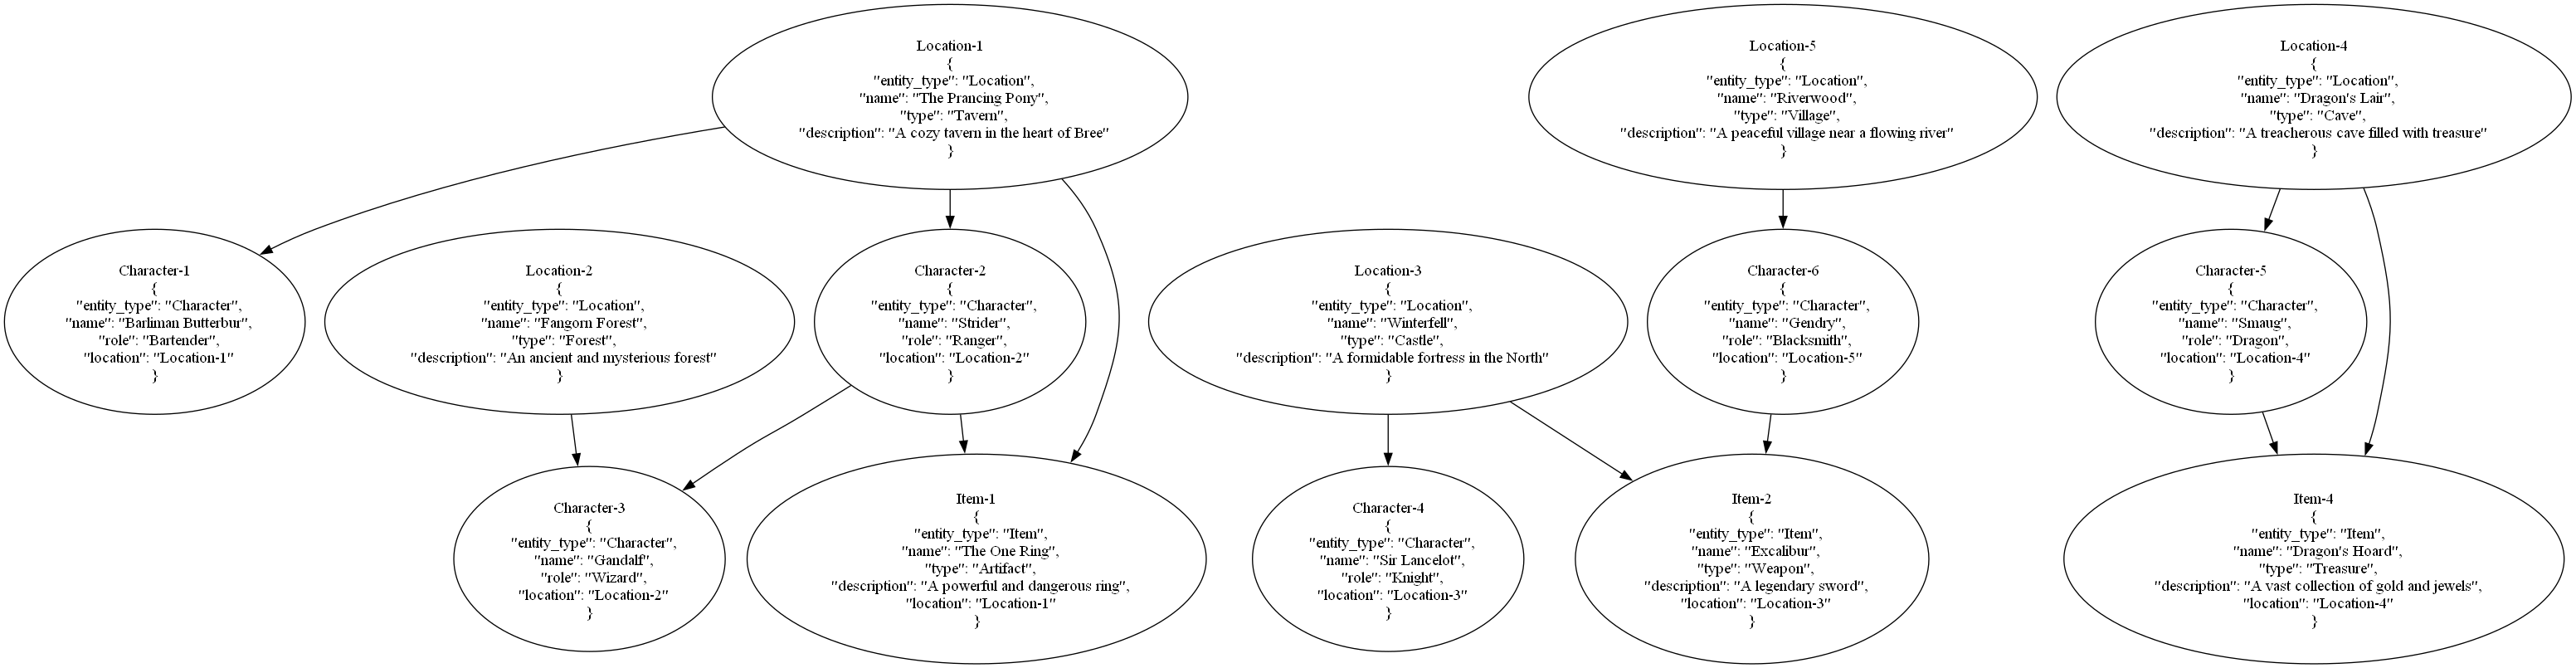 Location-1
{
"entity_type": "Location",
"name": "The Prancing Pony",
"type": "Tavern",
"description": "A cozy tavern in the heart of Bree"
}
Location-5
{
"entity_type": "Location",
"name": "Riverwood",
"type": "Village",
"description": "A peaceful village near a flowing river"
}
Location-4
{
"entity_type": "Location",
"name": "Dragon's Lair",
"type": "Cave",
"description": "A treacherous cave filled with treasure"
}
Character-1
{
"entity_type": "Character",
"name": "Barliman Butterbur",
"role": "Bartender",
"location": "Location-1"
}
Location-2
{
"entity_type": "Location",
"name": "Fangorn Forest",
"type": "Forest",
"description": "An ancient and mysterious forest"
}
Character-2
{
"entity_type": "Character",
"name": "Strider",
"role": "Ranger",
"location": "Location-2"
}
Location-3
{
"entity_type": "Location",
"name": "Winterfell",
"type": "Castle",
"description": "A formidable fortress in the North"
}
Character-6
{
"entity_type": "Character",
"name": "Gendry",
"role": "Blacksmith",
"location": "Location-5"
}
Character-5
{
"entity_type": "Character",
"name": "Smaug",
"role": "Dragon",
"location": "Location-4"
}
Character-3
{
"entity_type": "Character",
"name": "Gandalf",
"role": "Wizard",
"location": "Location-2"
}
Item-1
{
"entity_type": "Item",
"name": "The One Ring",
"type": "Artifact",
"description": "A powerful and dangerous ring",
"location": "Location-1"
}
Character-4
{
"entity_type": "Character",
"name": "Sir Lancelot",
"role": "Knight",
"location": "Location-3"
}
Item-2
{
"entity_type": "Item",
"name": "Excalibur",
"type": "Weapon",
"description": "A legendary sword",
"location": "Location-3"
}
Item-4
{
"entity_type": "Item",
"name": "Dragon's Hoard",
"type": "Treasure",
"description": "A vast collection of gold and jewels",
"location": "Location-4"
}